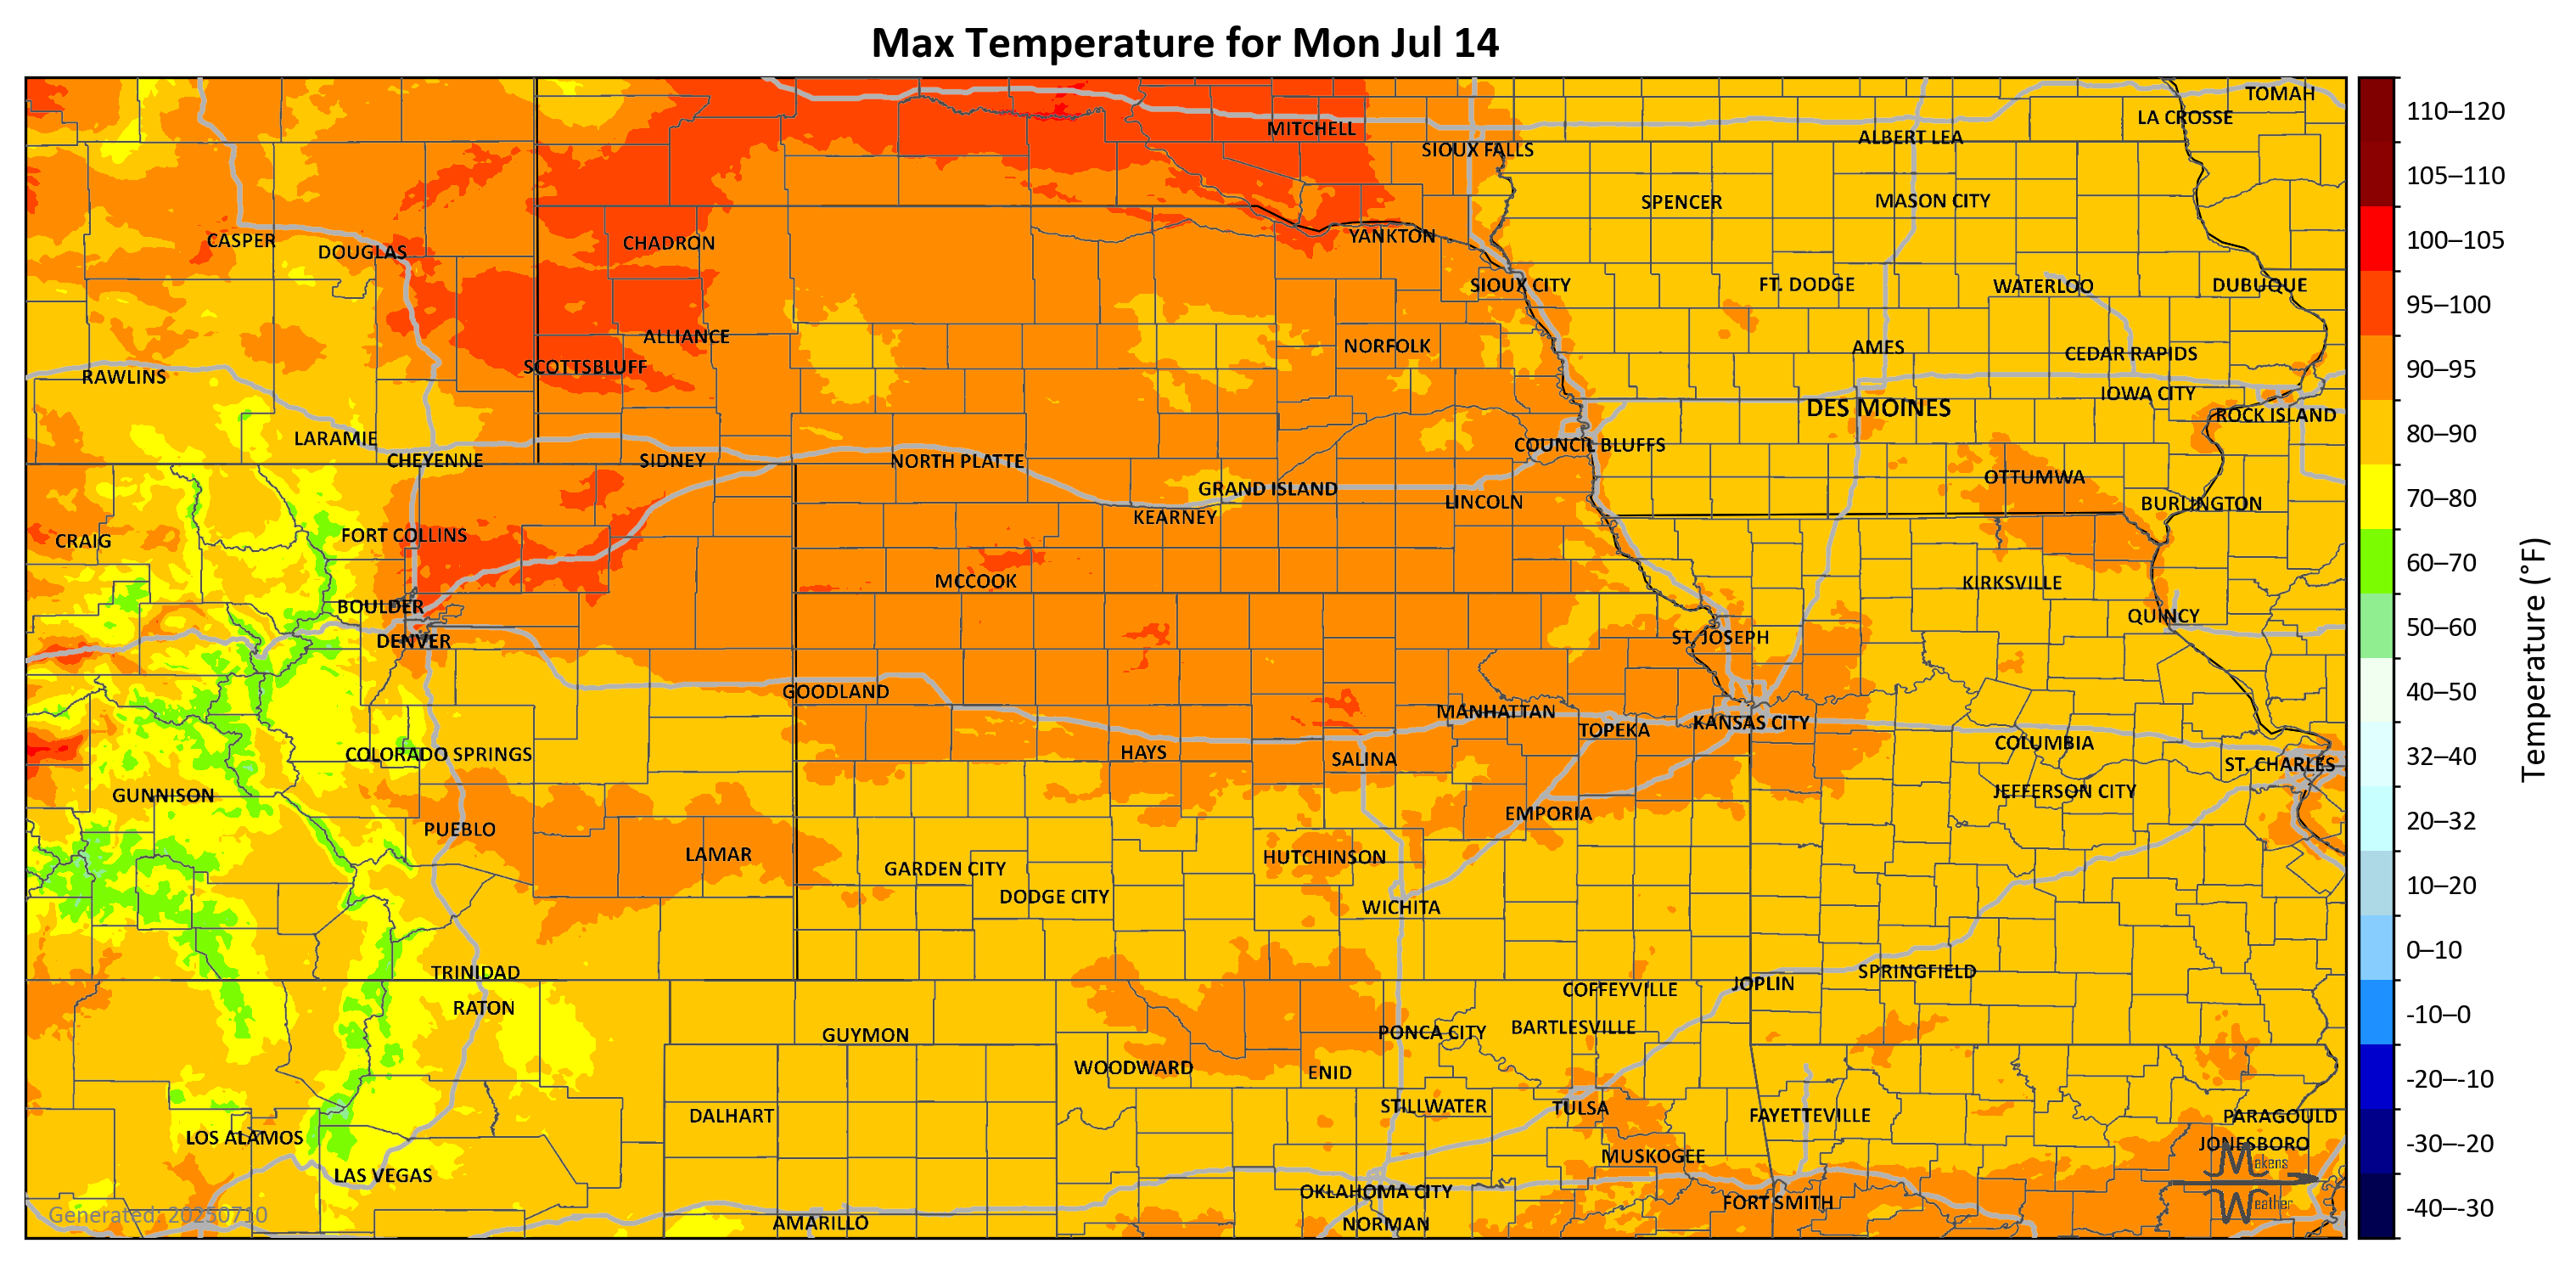 Max Temperature for Mon Jul 14
TOMAH
LA CROSSE
MITCHELL
ALBERT LEA
SIOUX FALLS
SPENCER
MASON CITY
CASPER
DOUGLAS
CHADRON
YANKTON
SIOUX CITY
FT. DODGE
WATERLOO
DUBUQUE
ALLIANCE
NORFOLK
AMES
CEDAR RAPIDS
SCOTTSBLUFF
RAWLINS
IOWA CITY
DES MOINES
ROCK ISLAND
LARAMIE
COUNCIL BLUFFS
CHEYENNE
SIDNEY
NORTH PLATTE
OTTUMWA
GRAND ISLAND
LINCOLN
BURLINGTON
KEARNEY
FORT COLLINS
CRAIG
MCCOOK
KIRKSVILLE
BOULDER
QUINCY
DENVER
ST. JOSEPH
GOODLAND
MANHATTAN
KANSAS CITY
TOPEKA
COLUMBIA
COLORADO SPRINGS
HAYS
SALINA
ST. CHARLES
GUNNISON
JEFFERSON CITY
EMPORIA
PUEBLO
LAMAR
HUTCHINSON
GARDEN CITY
DODGE CITY
WICHITA
TRINIDAD
SPRINGFIELD
JOPLIN
COFFEYVILLE
RATON
BARTLESVILLE
GUYMON
PONCA CITY
WOODWARD
ENID
STILLWATER
TULSA
DALHART
FAYETTEVILLE
PARAGOULD
LOS ALAMOS
JONESBORO
MUSKOGEE
LAS VEGAS
OKLAHOMA CITY
FORT SMITH
AMARILLO
NORMAN
Generated: 20250710
Makens
Weather
110–120
105–110
100–105
95–100
90–95
80–90
70–80
60–70
50–60
40–50
32–40
20–32
10–20
0–10
-10–0
-20–-10
-30–-20
-40–-30
Temperature (°F)